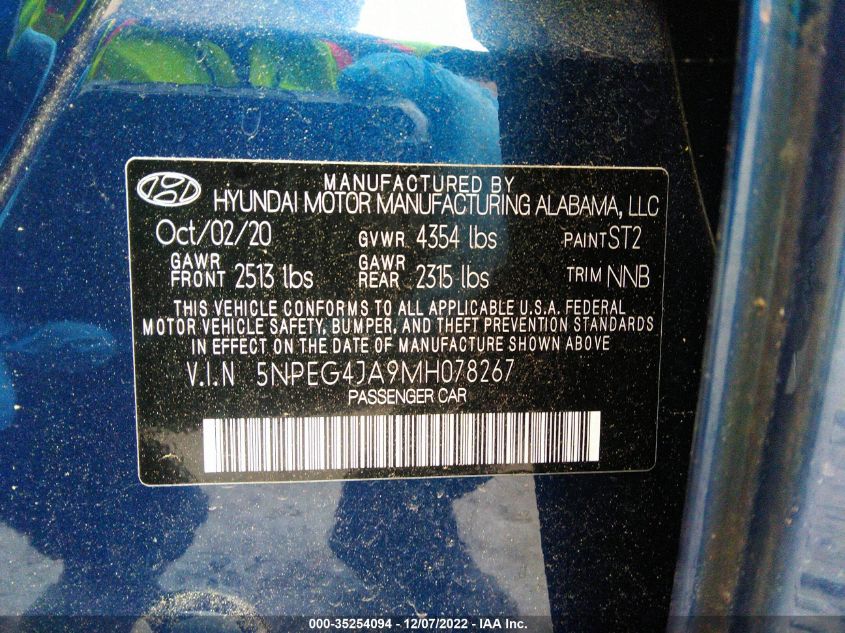 MANUFACTURED BY
HYUNDAI MOTOR MANUFACTURING ALABAMA, LLC
Oct/02/20 GVWR 4354 lbs PAINT ST2
GAWR FRONT 2513 lbs GAWR REAR 2315 lbs TRIM NNB
THIS VEHICLE CONFORMS TO ALL APPLICABLE U.S.A. FEDERAL
MOTOR VEHICLE SAFETY, BUMPER, AND THEFT PREVENTION STANDARDS
IN EFFECT ON THE DATE OF MANUFACTURE SHOWN ABOVE.
V.I.N 5NPEG4JA9MH078267
PASSENGER CAR
000-35254094 - 12/07/2022 - IAA Inc.